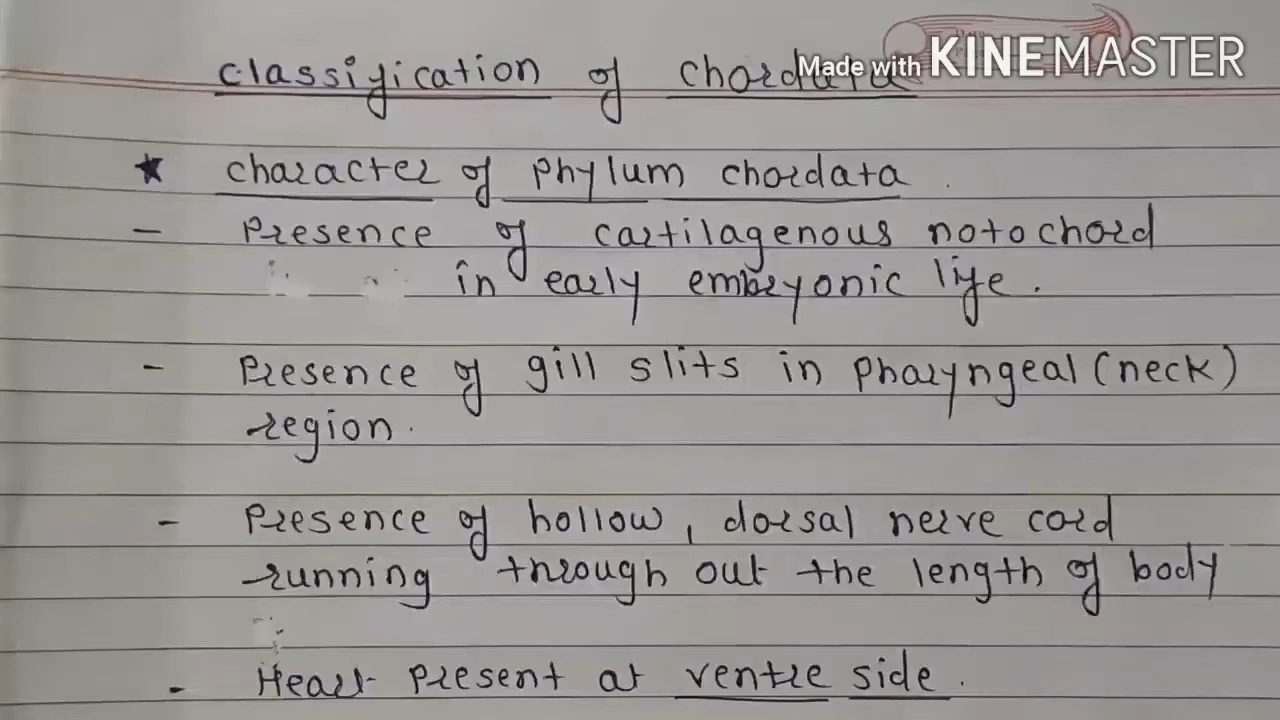 Made with KINEMASTER
classification of chordata
★ character of phylum chordata.
- Presence of cartilagenous notochord
in early embryonic life.
- Presence of gill slits in pharyngeal (neck)
region.
- Presence of hollow, dorsal nerve cord
running through out the length of body
- Heart present at ventre side.